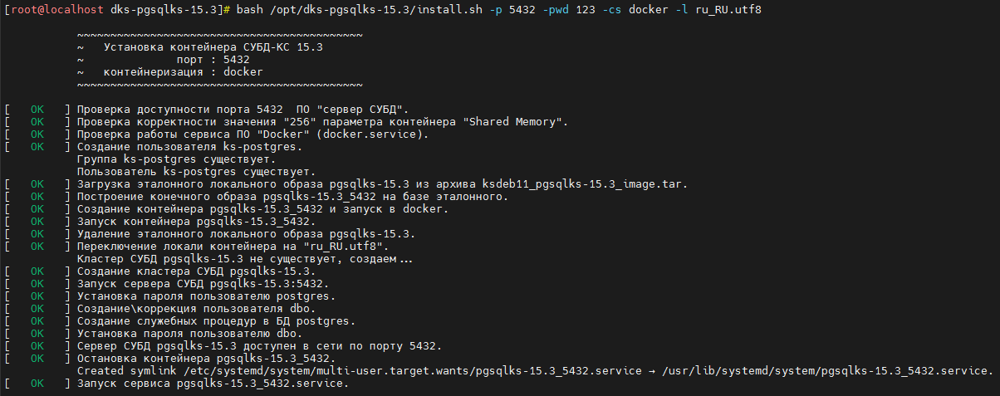 [root@localhost dks-pgsqlks-15.3]# bash /opt/dks-pgsqlks-15.3/install.sh -p 5432 -pwd 123 -cs docker -l ru_RU.utf8
~~~~~~~~~~~~~~~~~~~~~~~~~~~~~~~~~~~~~~~~~~~
~   Установка контейнера СУБД-КС 15.3
~              порт : 5432
~   контейнеризация : docker
~~~~~~~~~~~~~~~~~~~~~~~~~~~~~~~~~~~~~~~~~~~
[   OK   ] Проверка доступности порта 5432  ПО "сервер СУБД".
[   OK   ] Проверка корректности значения "256" параметра контейнера "Shared Memory".
[   OK   ] Проверка работы сервиса ПО "Docker" (docker.service).
[   OK   ] Создание пользователя ks-postgres.
Группа ks-postgres существует.
Пользователь ks-postgres существует.
[   OK   ] Загрузка эталонного локального образа pgsqlks-15.3 из архива ksdeb11_pgsqlks-15.3_image.tar.
[   OK   ] Построение конечного образа pgsqlks-15.3_5432 на базе эталонного.
[   OK   ] Создание контейнера pgsqlks-15.3_5432 и запуск в docker.
[   OK   ] Запуск контейнера pgsqlks-15.3_5432.
[   OK   ] Удаление эталонного локального образа pgsqlks-15.3.
[   OK   ] Переключение локали контейнера на "ru_RU.utf8".
Кластер СУБД pgsqlks-15.3 не существует, создаем...
[   OK   ] Создание кластера СУБД pgsqlks-15.3.
[   OK   ] Запуск сервера СУБД pgsqlks-15.3:5432.
[   OK   ] Установка пароля пользователю postgres.
[   OK   ] Создание\коррекция пользователя dbo.
[   OK   ] Создание служебных процедур в БД postgres.
[   OK   ] Установка пароля пользователю dbo.
[   OK   ] Сервер СУБД pgsqlks-15.3 доступен в сети по порту 5432.
[   OK   ] Остановка контейнера pgsqlks-15.3_5432.
Created symlink /etc/systemd/system/multi-user.target.wants/pgsqlks-15.3_5432.service → /usr/lib/systemd/system/pgsqlks-15.3_5432.service.
[   OK   ] Запуск сервиса pgsqlks-15.3_5432.service.